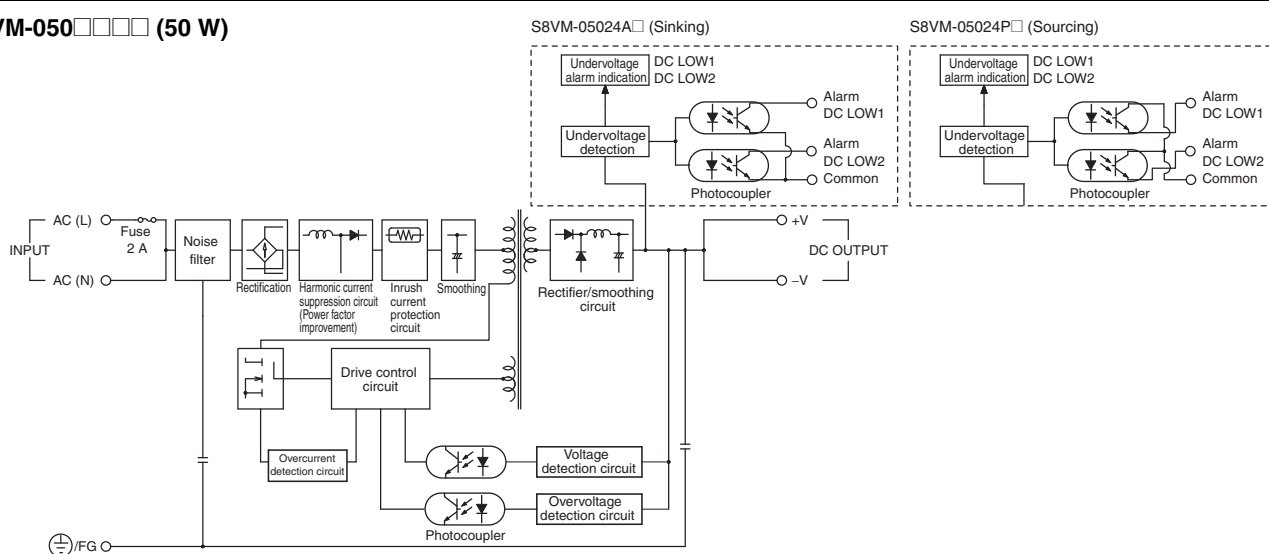 VM-050□□□□ (50 W)
S8VM-05024A□ (Sinking)
Undervoltage
alarm indication
DC LOW1
DC LOW2
Undervoltage
detection
Alarm
DC LOW1
Alarm
DC LOW2
Common
Photocoupler
S8VM-05024P□ (Sourcing)
Undervoltage
alarm indication
DC LOW1
DC LOW2
Undervoltage
detection
Alarm
DC LOW1
Alarm
DC LOW2
Common
Photocoupler
INPUT
AC (L)
AC (N)
Fuse
2 A
Noise
filter
Rectification
Harmonic current
suppression circuit
(Power factor
improvement)
Inrush
current
protection
circuit
Smoothing
Rectifier/smoothing
circuit
+V
DC OUTPUT
−V
Drive control
circuit
Overcurrent
detection circuit
Voltage
detection circuit
Overvoltage
detection circuit
Photocoupler
/FG